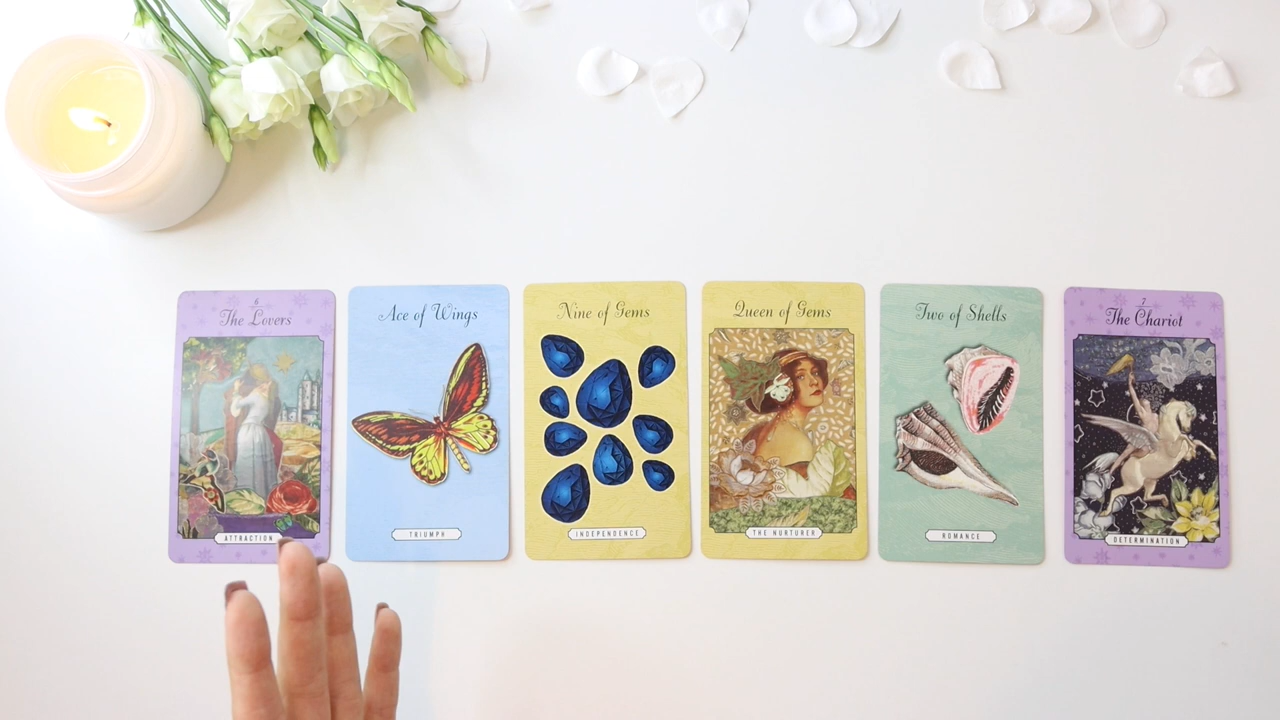 6
The Lovers
ATTRACTION
Ace of Wings
TRIUMPH
Nine of Gems
INDEPENDENCE
Queen of Gems
THE NURTURER
Two of Shells
ROMANCE
7
The Chariot
DETERMINATION